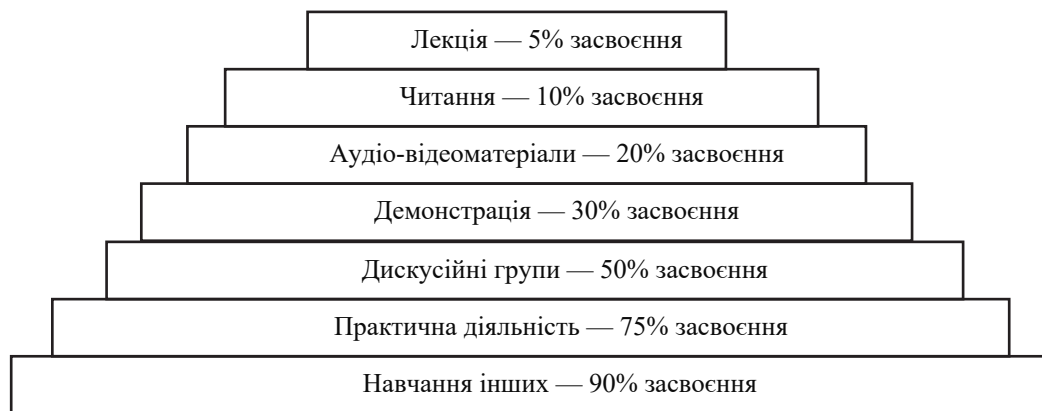 Лекція — 5% засвоєння
Читання — 10% засвоєння
Аудіо-відеоматеріали — 20% засвоєння
Демонстрація — 30% засвоєння
Дискусійні групи — 50% засвоєння
Практична діяльність — 75% засвоєння
Навчання інших — 90% засвоєння